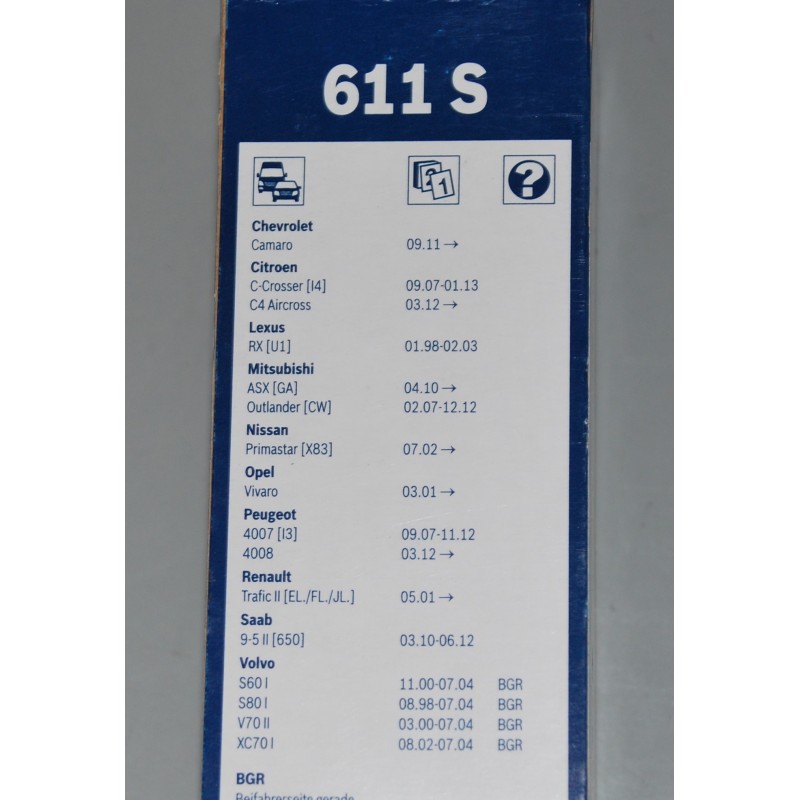 611 S
2 1
?
Chevrolet
Camaro 09.11 →
Citroen
C-Crosser [I4] 09.07-01.13
C4 Aircross 03.12 →
Lexus
RX [U1] 01.98-02.03
Mitsubishi
ASX [GA] 04.10 →
Outlander [CW] 02.07-12.12
Nissan
Primastar [X83] 07.02 →
Opel
Vivaro 03.01 →
Peugeot
4007 [I3] 09.07-11.12
4008 03.12 →
Renault
Trafic II [EL./FL./JL.] 05.01 →
Saab
9-5 II [650] 03.10-06.12
Volvo
S60 I 11.00-07.04 BGR
S80 I 08.98-07.04 BGR
V70 II 03.00-07.04 BGR
XC70 I 08.02-07.04 BGR
BGR
Beifahrerseite gerade